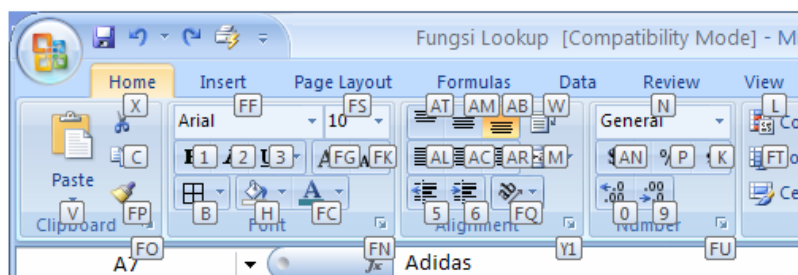 Fungsi Lookup [Compatibility Mode] - M
Home Insert Page Layout Formulas Data Review View
X FF FS AT AM AB W N L
Arial 10 General Co
C 1 2 3 FG FK AL AC AR M AN P K FT
Paste
V FP B H FC 5 6 FQ 0 9 Ce
Clipboard Font Alignment Number
FO FN Y1 FU
A7 Adidas